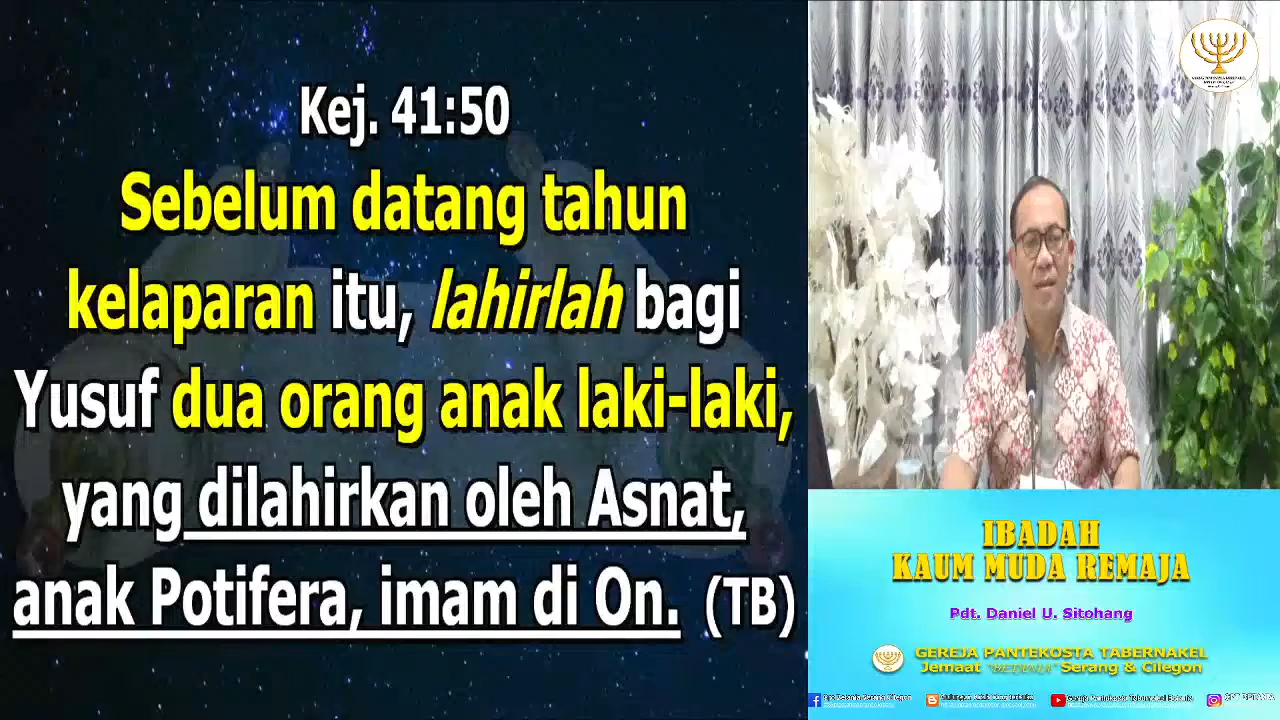 Kej. 41:50
Sebelum datang tahun
kelaparan itu, lahirlah bagi
Yusuf dua orang anak laki-laki,
yang dilahirkan oleh Asnat,
anak Potifera, imam di On. (TB)
IBADAH
KAUM MUDA REMAJA
Pdt. Daniel U. Sitohang
GEREJA PANTEKOSTA TABERNAKEL
Jemaat "BETANIA" Serang & Cilegon